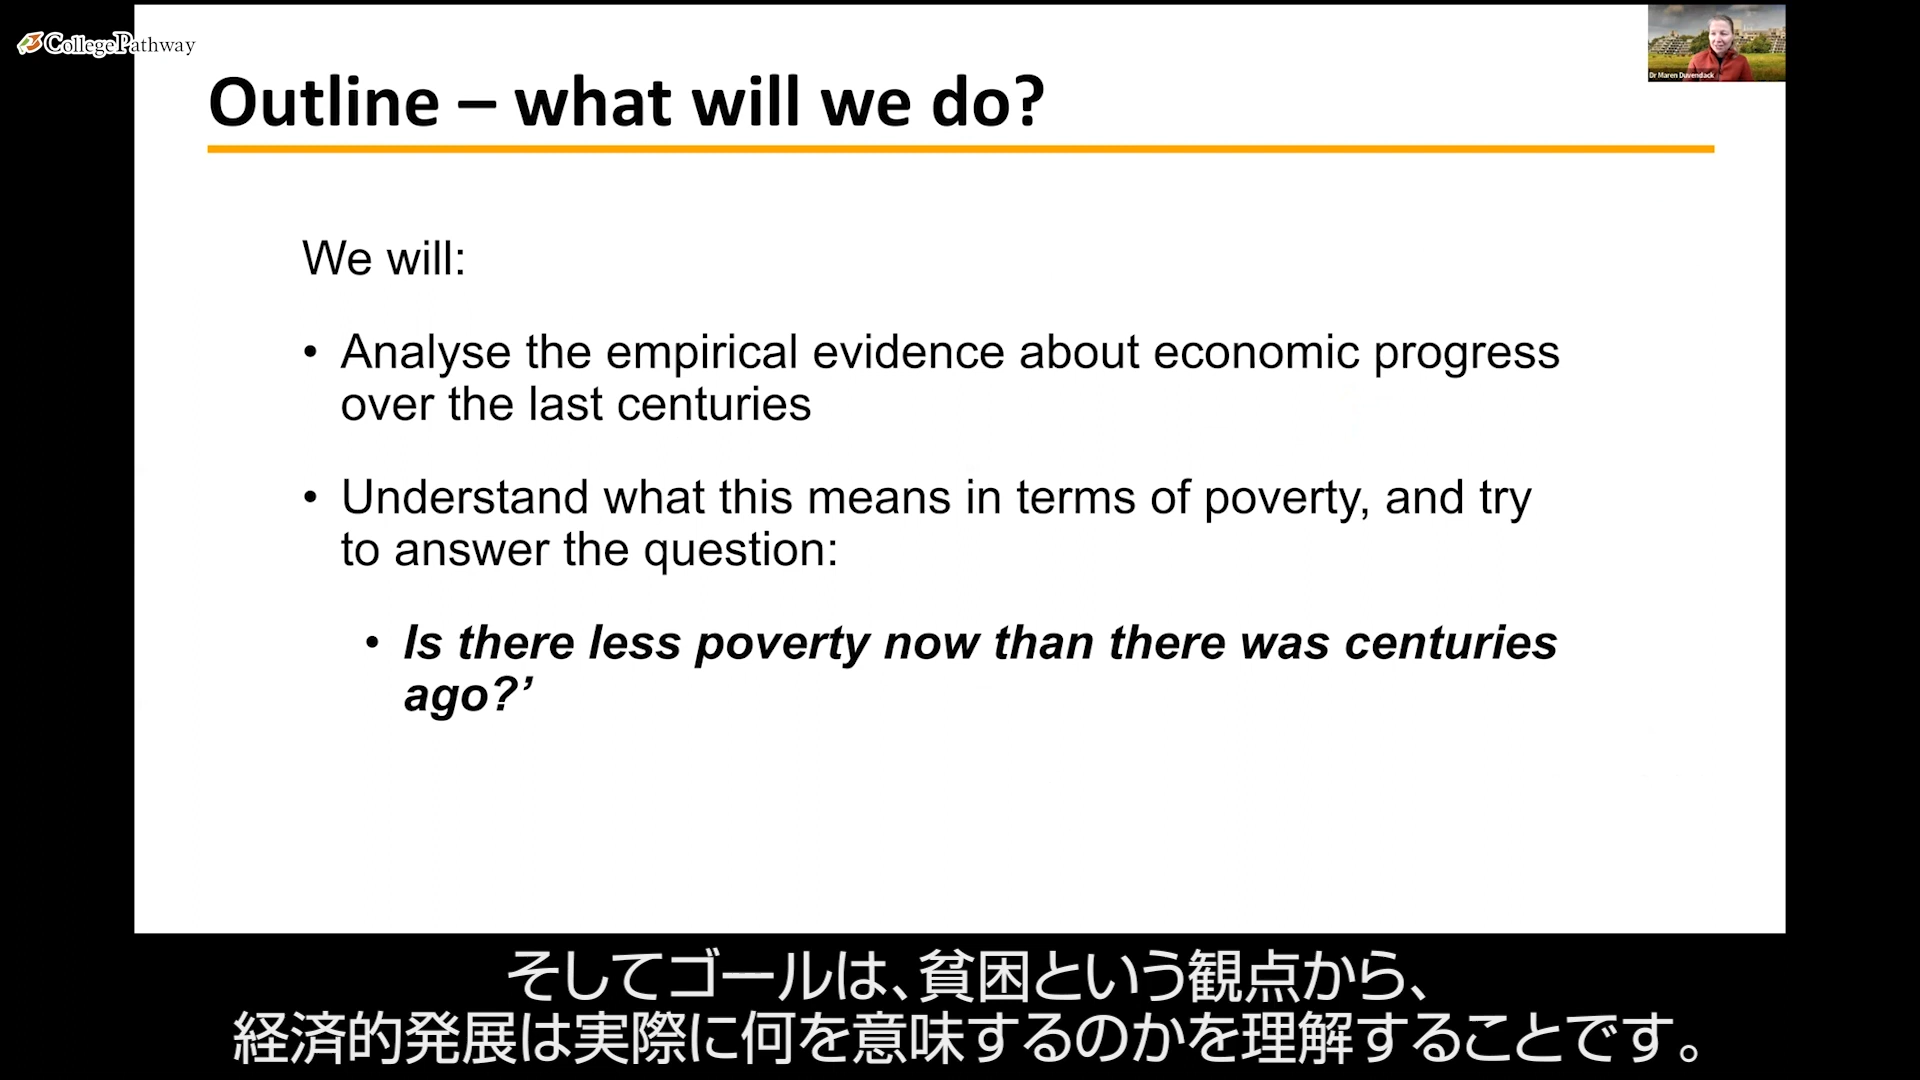 CollegePathway
Dr Maren Duvendack
Outline – what will we do?
We will:
• Analyse the empirical evidence about economic progress
over the last centuries
• Understand what this means in terms of poverty, and try
to answer the question:
• Is there less poverty now than there was centuries
ago?’
そしてゴールは、貧困という観点から、
経済的発展は実際に何を意味するのかを理解することです。